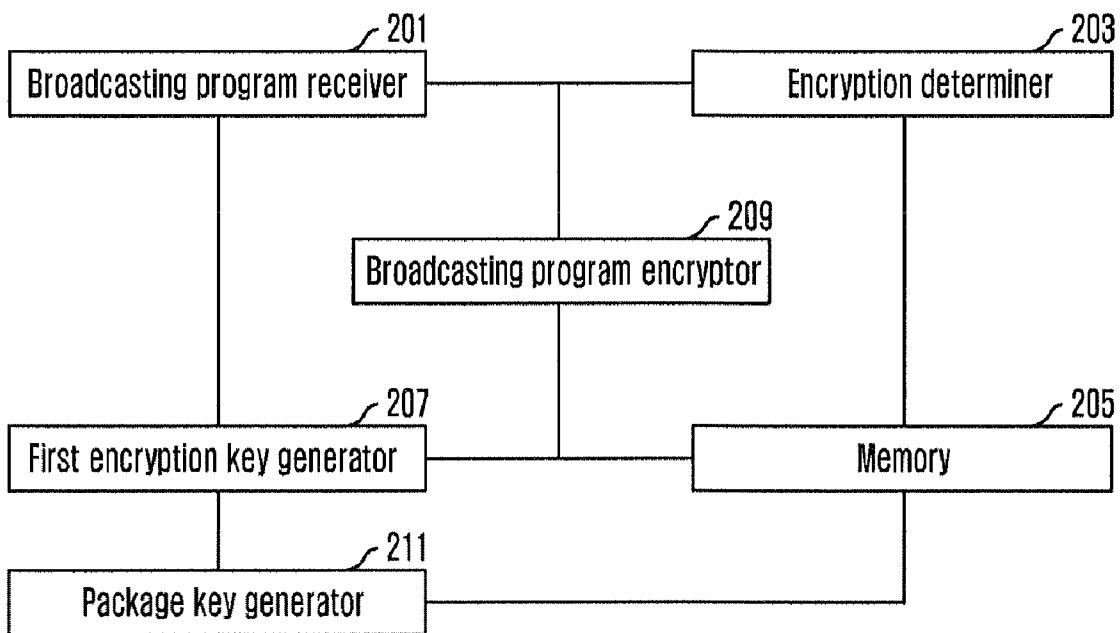 201
Broadcasting program receiver
203
Encryption determiner
209
Broadcasting program encryptor
207
First encryption key generator
205
Memory
211
Package key generator